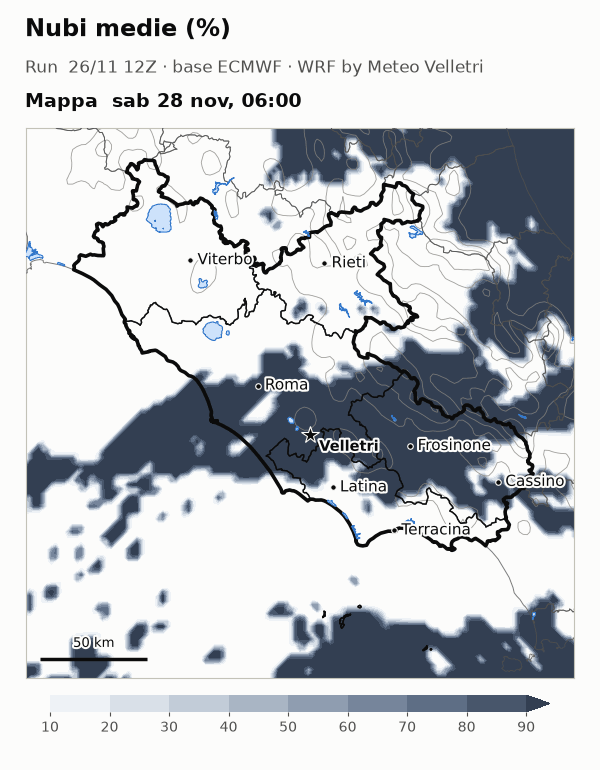 Nubi medie (%)
Run  26/11 12Z · base ECMWF · WRF by Meteo Velletri
Mappa  sab 28 nov, 06:00
Viterbo
Rieti
Roma
Velletri
Frosinone
Cassino
Latina
Terracina
50 km
10 20 30 40 50 60 70 80 90